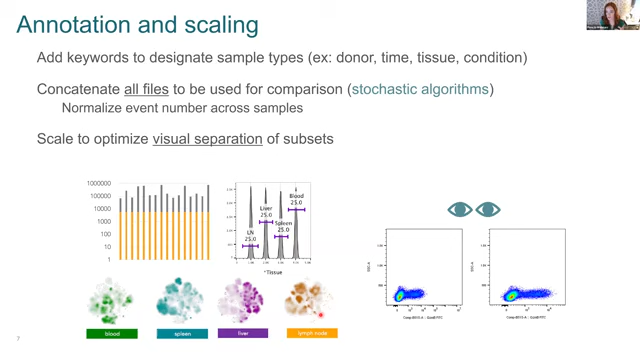 Annotation and scaling
Add keywords to designate sample types (ex: donor, time, tissue, condition)
Concatenate all files to be used for comparison (stochastic algorithms)
Normalize event number across samples
Scale to optimize visual separation of subsets
1000000
100000
10000
1000
100
10
1
Blood
25.0
Liver
25.0
Spleen
25.0
LN
25.0
Tissue
blood
spleen
liver
lymph node
7